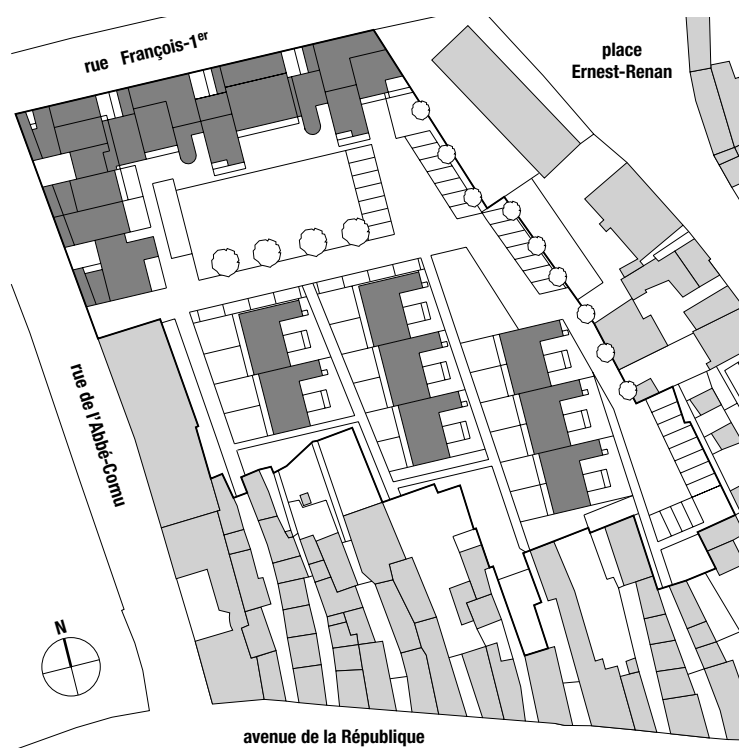 rue François-1er
place
Ernest-Renan
rue de l'Abbé-Cornu
N
avenue de la République